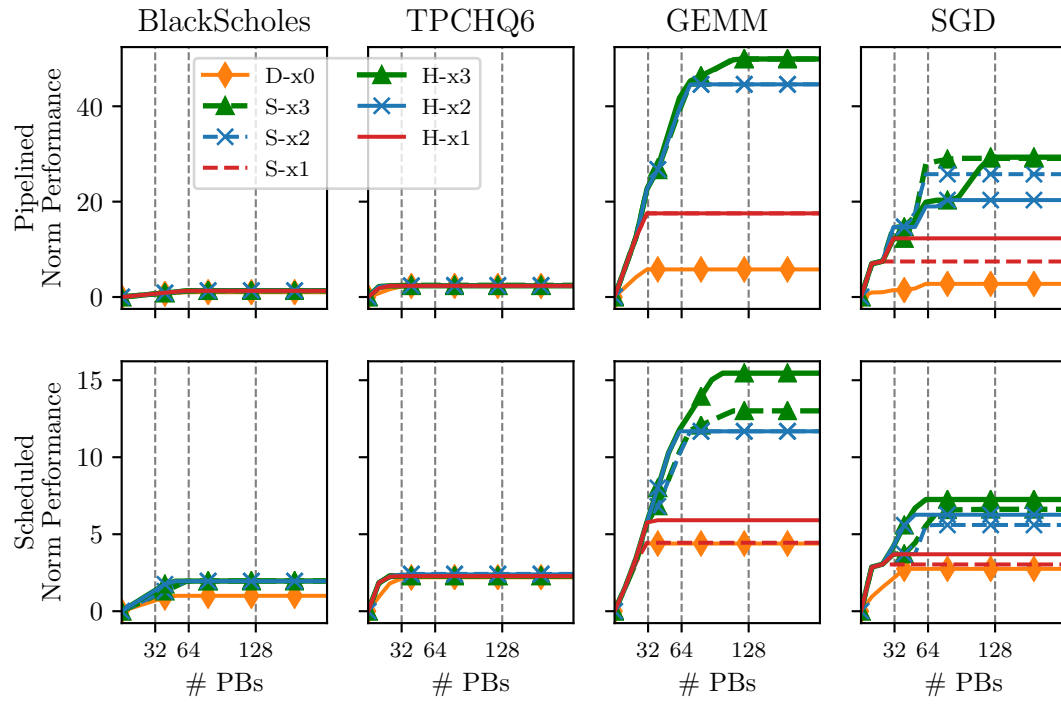 BlackScholes TPCHQ6 GEMM SGD
Pipelined
Norm Performance
40
20
0
D-x0 H-x3
S-x3 H-x2
S-x2 H-x1
S-x1
Scheduled
Norm Performance
15
10
5
0
32 64 128 32 64 128 32 64 128 32 64 128
# PBs # PBs # PBs # PBs